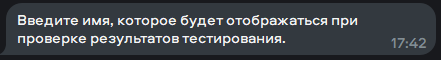 Введите имя, которое будет отображаться при
проверке результатов тестирования.
17:42